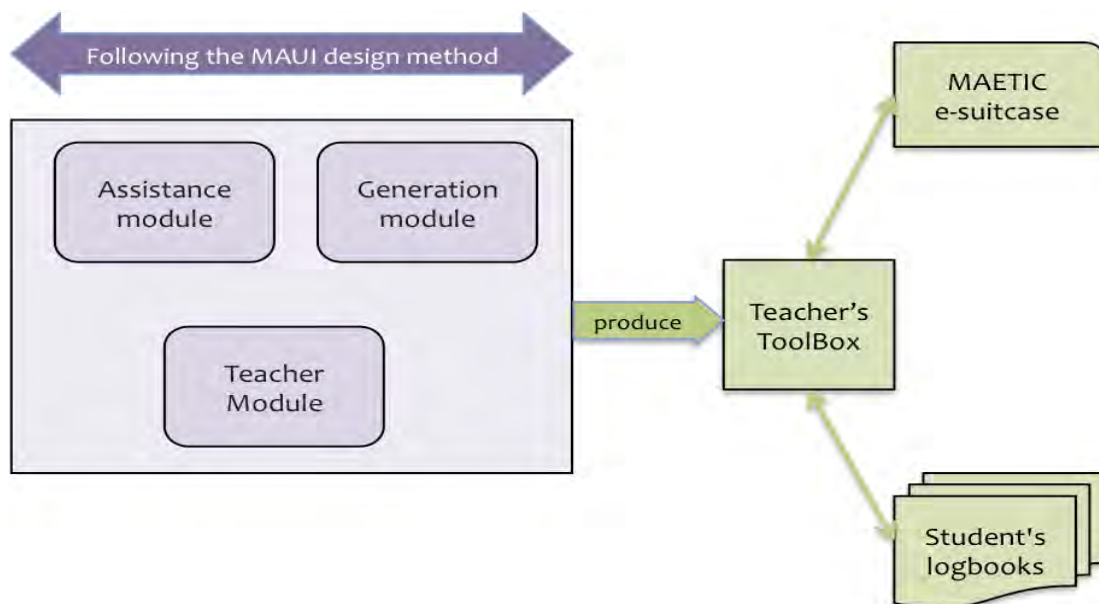 Following the MAUI design method
Assistance
module
Generation
module
Teacher
Module
produce
MAETIC
e-suitcase
Teacher’s
ToolBox
Student's
logbooks